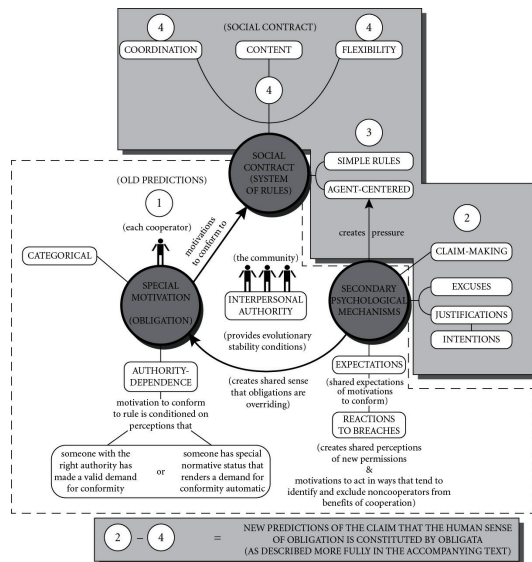 4
(SOCIAL CONTRACT)
4
COORDINATION
CONTENT
FLEXIBILITY
4
3
SOCIAL
CONTRACT
(SYSTEM
OF RULES)
SIMPLE RULES
AGENT-CENTERED
(OLD PREDICTIONS)
1
(each cooperator)
motivations
to conform to
creates pressure
2
CATEGORICAL
CLAIM-MAKING
(the community)
SPECIAL
MOTIVATION
(OBLIGATION)
INTERPERSONAL
AUTHORITY
SECONDARY
PSYCHOLOGICAL
MECHANISMS
EXCUSES
JUSTIFICATIONS
INTENTIONS
(provides evolutionary
stability conditions)
AUTHORITY-
DEPENDENCE
(creates shared sense
that obligations are
overriding)
EXPECTATIONS
(shared expectations
of motivations
to conform)
motivation to conform
to rule is conditioned on
perceptions that
REACTIONS
TO BREACHES
someone with the
right authority has
made a valid demand
for conformity
or
someone has special
normative status that
renders a demand for
conformity automatic
(creates shared perceptions
of new permissions
&
motivations to act in ways that tend to
identify and exclude noncooperators from
benefits of cooperation)
2 – 4 =
NEW PREDICTIONS OF THE CLAIM THAT THE HUMAN SENSE
OF OBLIGATION IS CONSTITUTED BY OBLIGATA
(AS DESCRIBED MORE FULLY IN THE ACCOMPANYING TEXT)